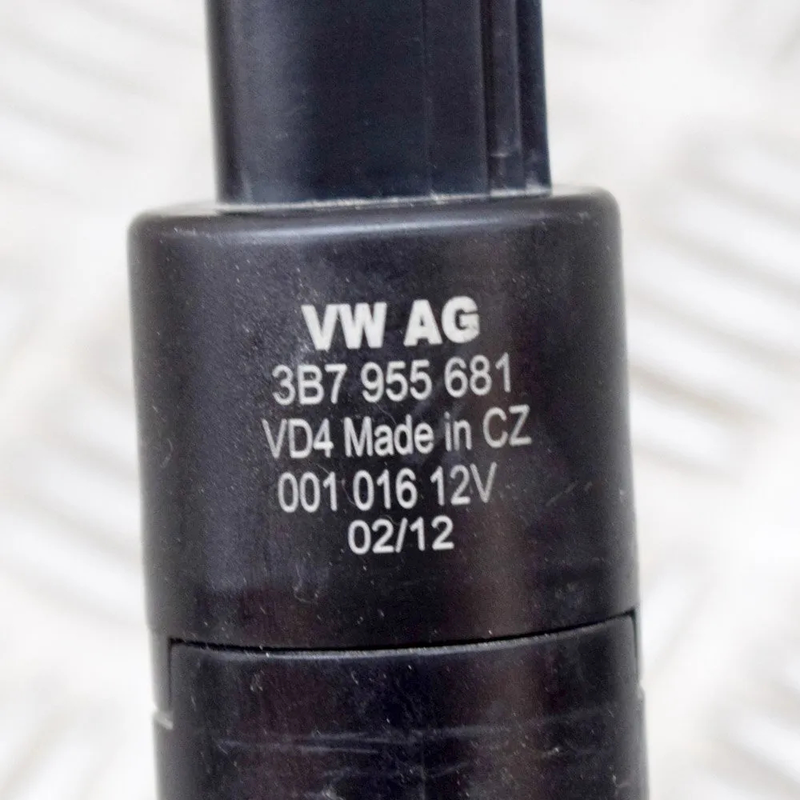 VW AG
3B7 955 681
VD4 Made in CZ
001 016 12V
02/12